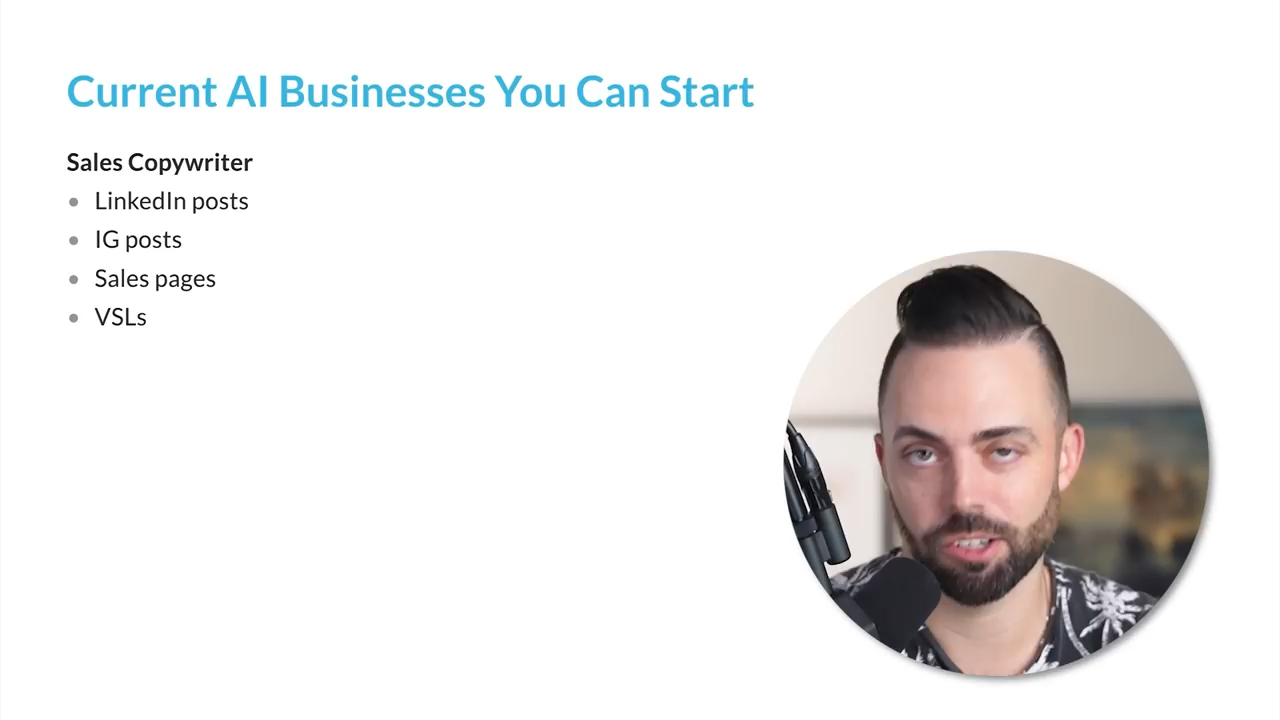 Current AI Businesses You Can Start
Sales Copywriter
LinkedIn posts
IG posts
Sales pages
VSLs